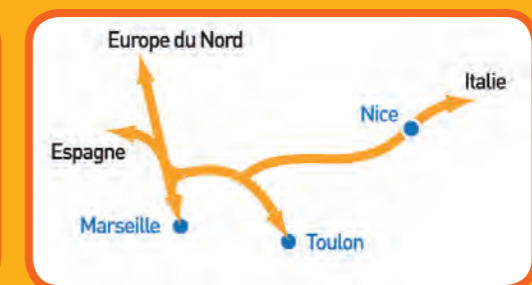 Europe du Nord
Italie
Nice
Espagne
Marseille
Toulon